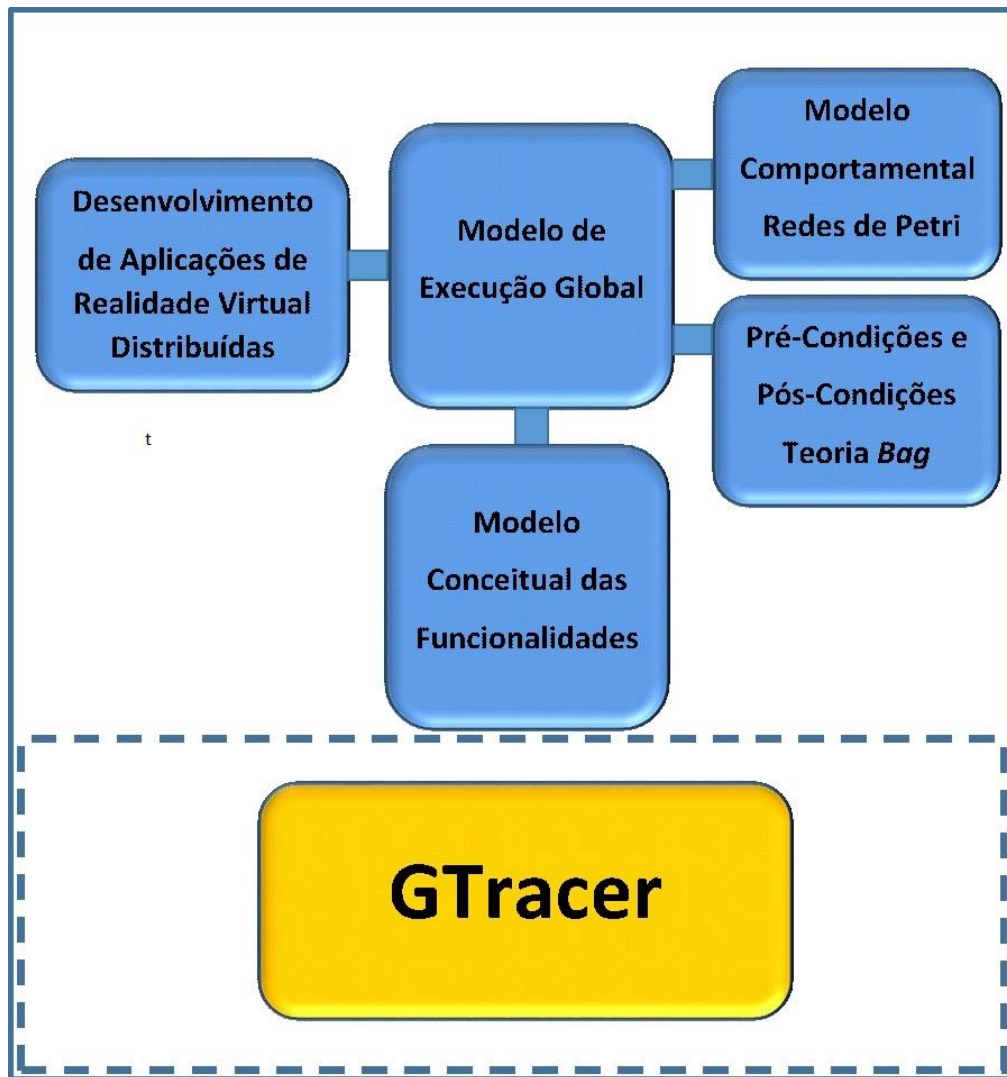 Desenvolvimento
de Aplicações de
Realidade Virtual
Distribuídas
Modelo de
Execução Global
Modelo
Comportamental
Redes de Petri
Pré-Condições e
Pós-Condições
Teoria Bag
t
Modelo
Conceitual das
Funcionalidades
GTracer